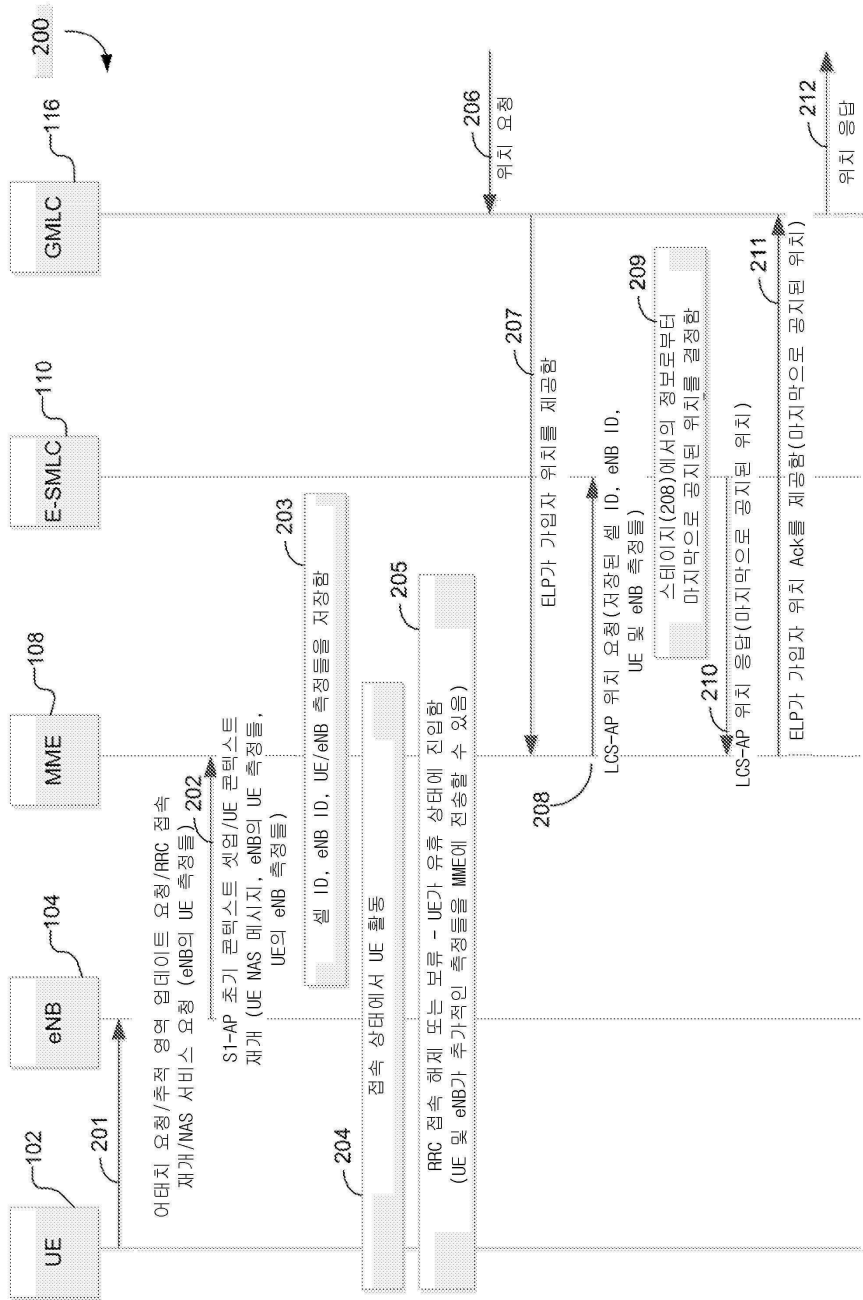 200
UE
102
eNB
104
MME
108
E-SMLC
110
GMLC
116
201
어태치 요청/추적 영역 업데이트 요청/RRC 접속
재개/NAS 서비스 요청 (eNB의 UE 측정들)
202
S1-AP 초기 콘텍스트 셋업/UE 콘텍스트
재개 (UE NAS 메시지, eNB의 UE 측정들,
UE의 eNB 측정들)
203
셀 ID, eNB ID, UE/eNB 측정들을 저장함
204
접속 상태에서 UE 활동
205
RRC 접속 해제 또는 보류 - UE가 유휴 상태에 진입함
(UE 및 eNB가 추가적인 측정들을 MME에 전송할 수 있음)
206
위치 요청
207
ELP가 가입자 위치를 제공함
208
LCS-AP 위치 요청(저장된 셀 ID, eNB ID,
UE 및 eNB 측정들)
209
스테이지(208)에서의 정보로부터
마지막으로 공지된 위치를 결정함
210
LCS-AP 위치 응답(마지막으로 공지된 위치)
211
ELP가 가입자 위치 Ack를 제공함(마지막으로 공지된 위치)
212
위치 응답